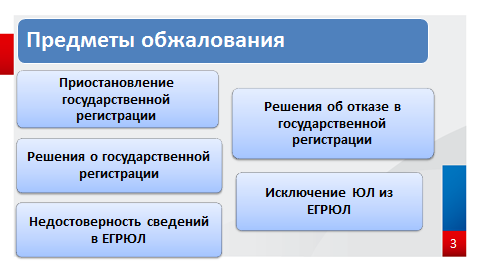 Предметы обжалования
Приостановление
государственной
регистрации
Решения о государственной
регистрации
Недостоверность сведений
в ЕГРЮЛ
Решения об отказе в
государственной
регистрации
Исключение ЮЛ из
ЕГРЮЛ
3